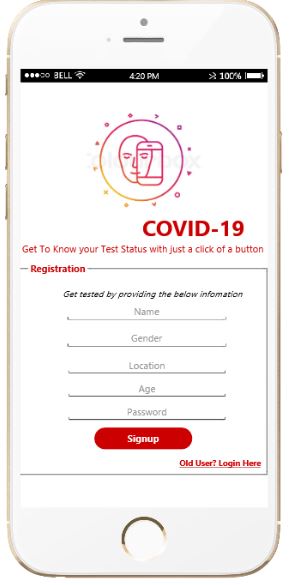 ●●●○○ BELL
4:20 PM
100%
COVID-19
Get To Know your Test Status with just a click of a button
Registration
Get tested by providing the below infomation
Name
Gender
Location
Age
Password
Signup
Old User? Login Here